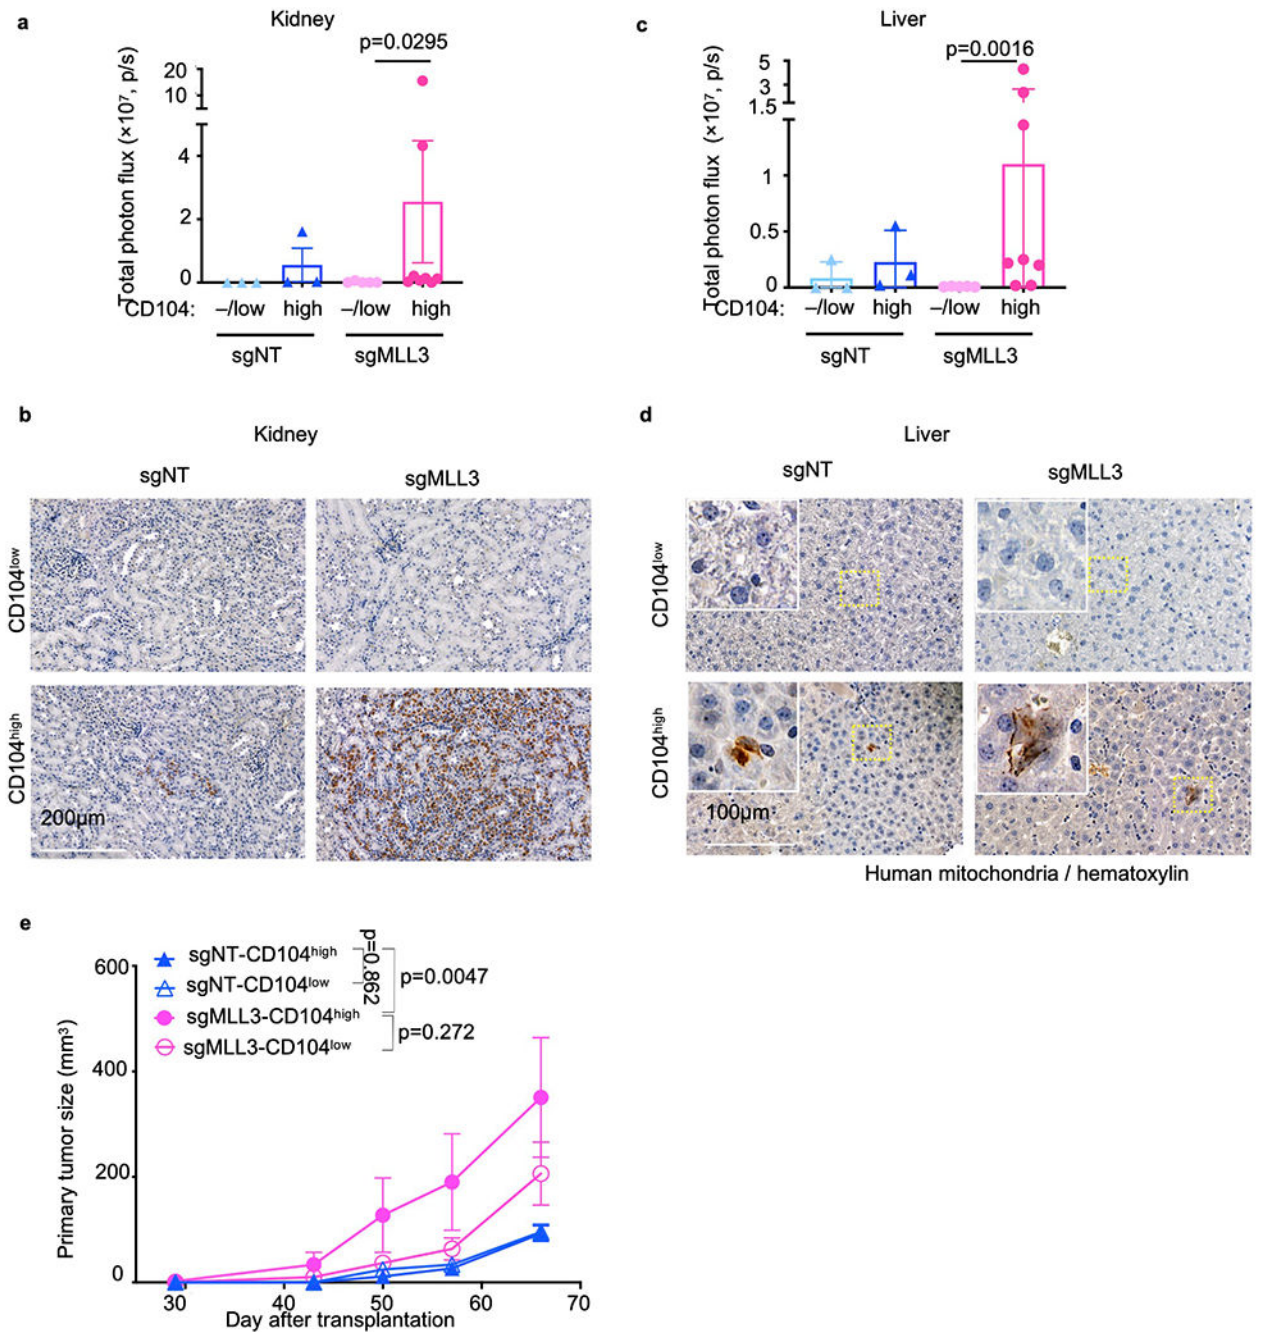 a
Kidney
p=0.0295
Total photon flux (×10⁷, p/s)
20
10
4
2
0
CD104: –/low high –/low high
sgNT sgMLL3
c
Liver
p=0.0016
Total photon flux (×10⁷, p/s)
5
3
1.5
1
0.5
0
CD104: –/low high –/low high
sgNT sgMLL3
b
Kidney
sgNT sgMLL3
CD104low
CD104high
200μm
d
Liver
sgNT sgMLL3
CD104low
CD104high
100μm
Human mitochondria / hematoxylin
e
sgNT-CD104high
sgNT-CD104low
sgMLL3-CD104high
sgMLL3-CD104low
p=0.862
p=0.0047
p=0.272
Primary tumor size (mm³)
600
400
200
0
30 40 50 60 70
Day after transplantation